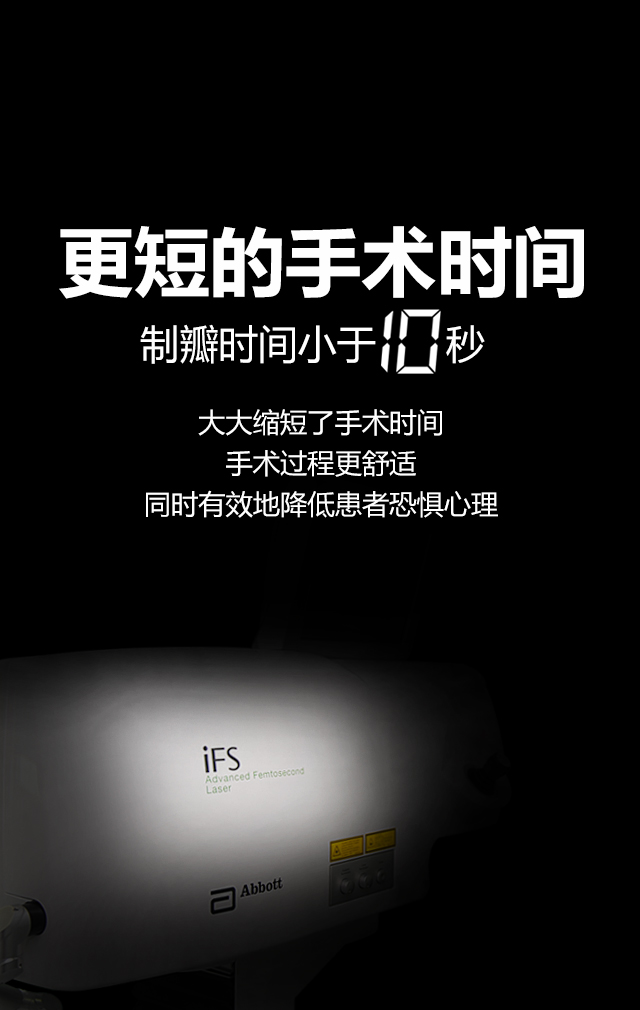 更短的手术时间
制瓣时间小于10秒
大大缩短了手术时间
手术过程更舒适
同时有效地降低患者恐惧心理
iFS
Advanced Femtosecond
Laser
Abbott